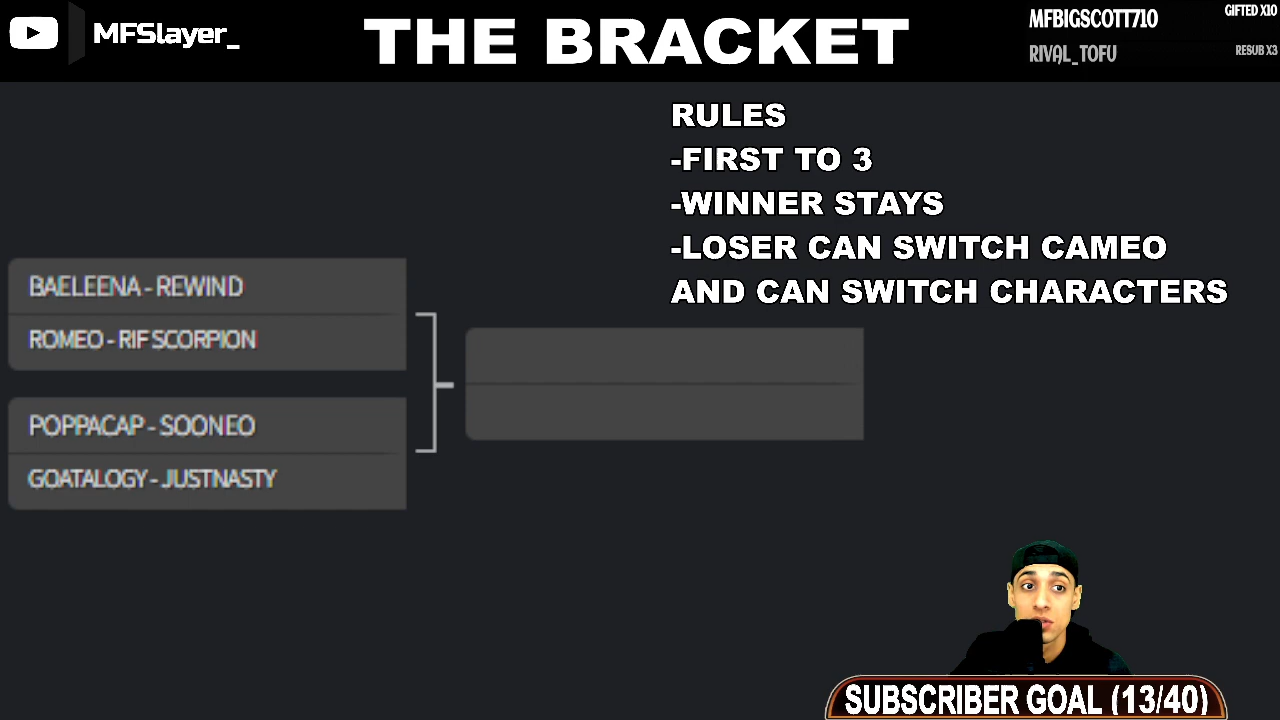 MFSlayer_
THE BRACKET
MFBIGSCOTT710
GIFTED X10
RIVAL_TOFU
RESUB X3
RULES
-FIRST TO 3
-WINNER STAYS
-LOSER CAN SWITCH CAMEO
AND CAN SWITCH CHARACTERS
BAELEENA - REWIND
ROMEO - RIF SCORPION
POPPACAP - SOONEO
GOATALOGY - JUSTNASTY
SUBSCRIBER GOAL (13/40)